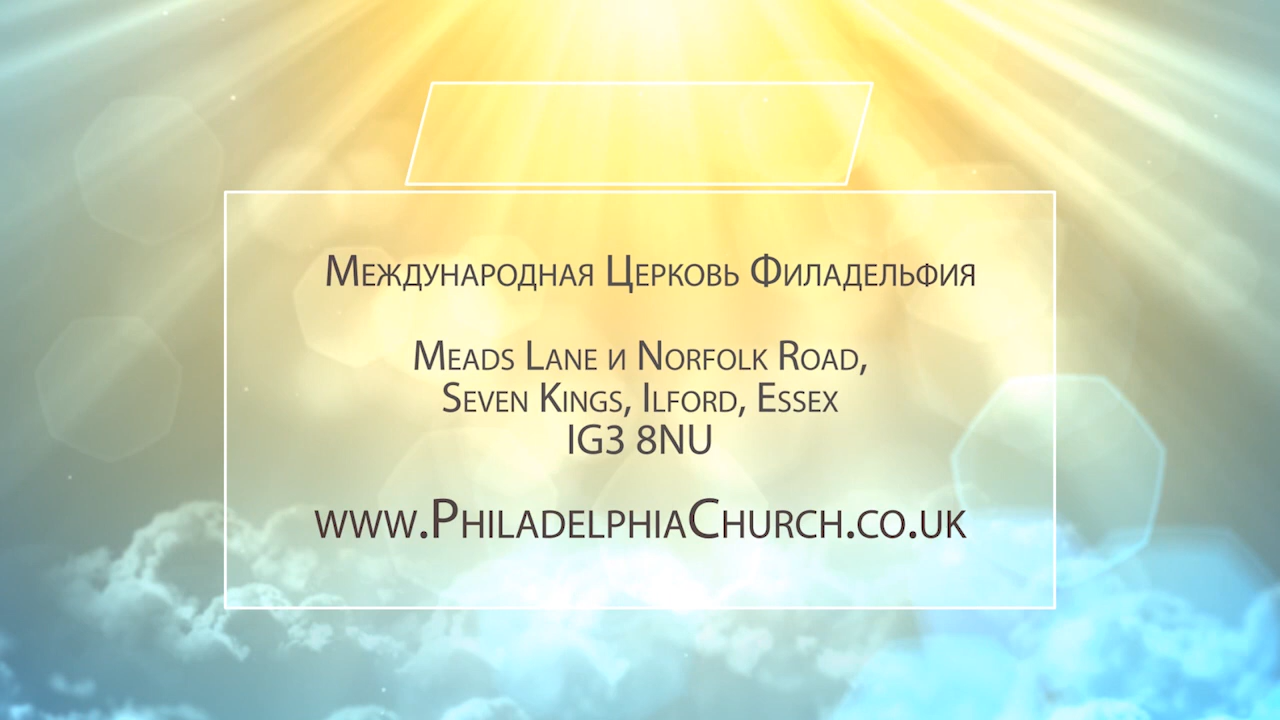 Международная Церковь Филадельфия
Meads Lane и Norfolk Road,
Seven Kings, Ilford, Essex
IG3 8NU
www.PhiladelphiaChurch.co.uk